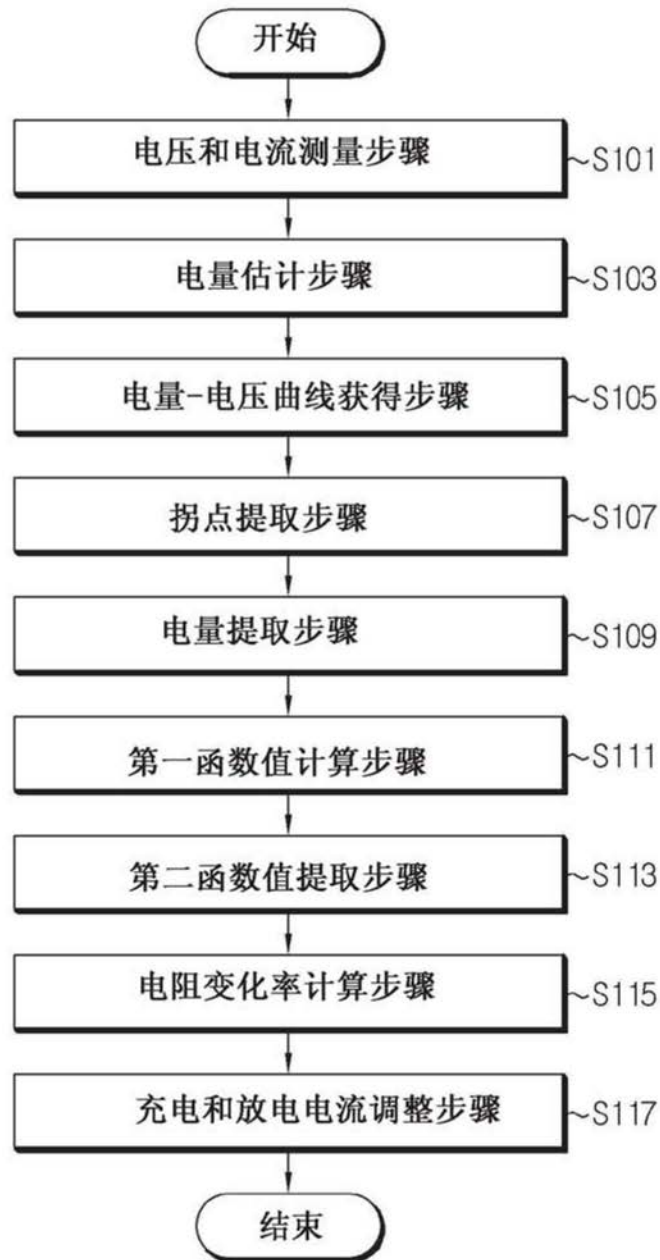 开始
电压和电流测量步骤 ~S101
电量估计步骤 ~S103
电量-电压曲线获得步骤 ~S105
拐点提取步骤 ~S107
电量提取步骤 ~S109
第一函数值计算步骤 ~S111
第二函数值提取步骤 ~S113
电阻变化率计算步骤 ~S115
充电和放电电流调整步骤 ~S117
结束